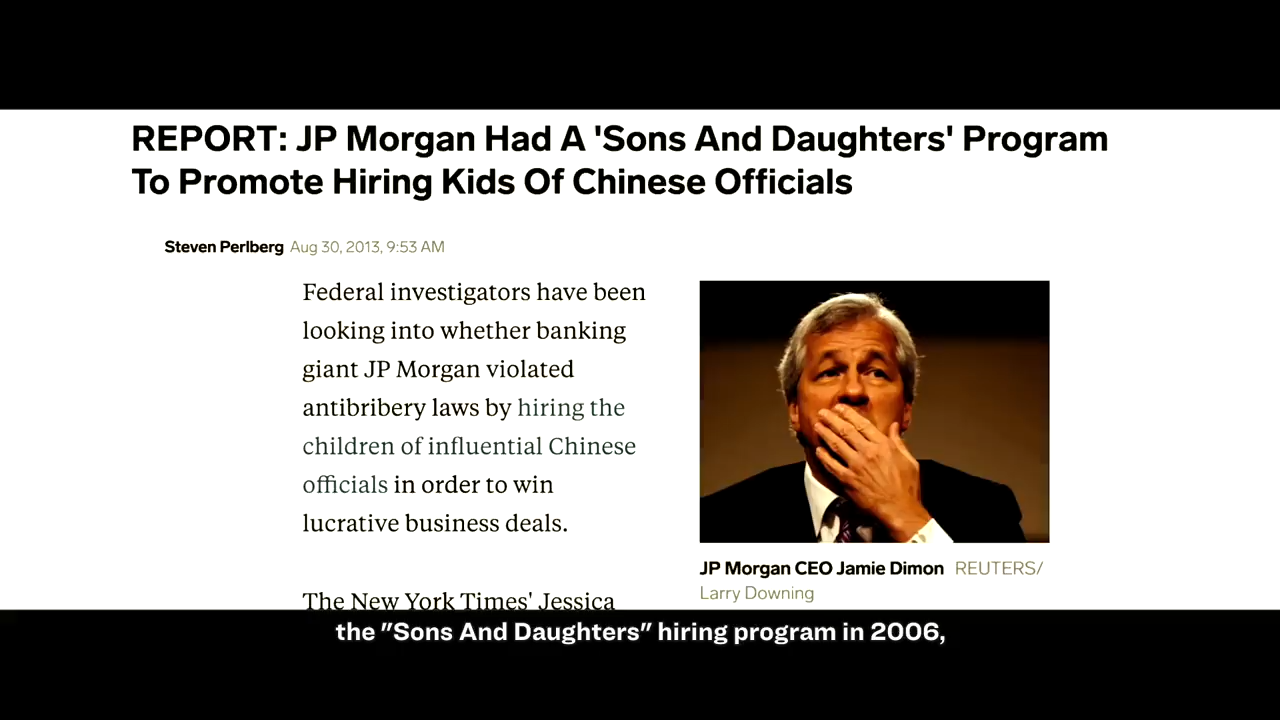 REPORT: JP Morgan Had A 'Sons And Daughters' Program
To Promote Hiring Kids Of Chinese Officials
Steven Perlberg Aug 30, 2013, 9:53 AM
Federal investigators have been
looking into whether banking
giant JP Morgan violated
antibribery laws by hiring the
children of influential Chinese
officials in order to win
lucrative business deals.
The New York Times' Jessica
JP Morgan CEO Jamie Dimon REUTERS/
Larry Downing
the "Sons And Daughters" hiring program in 2006,